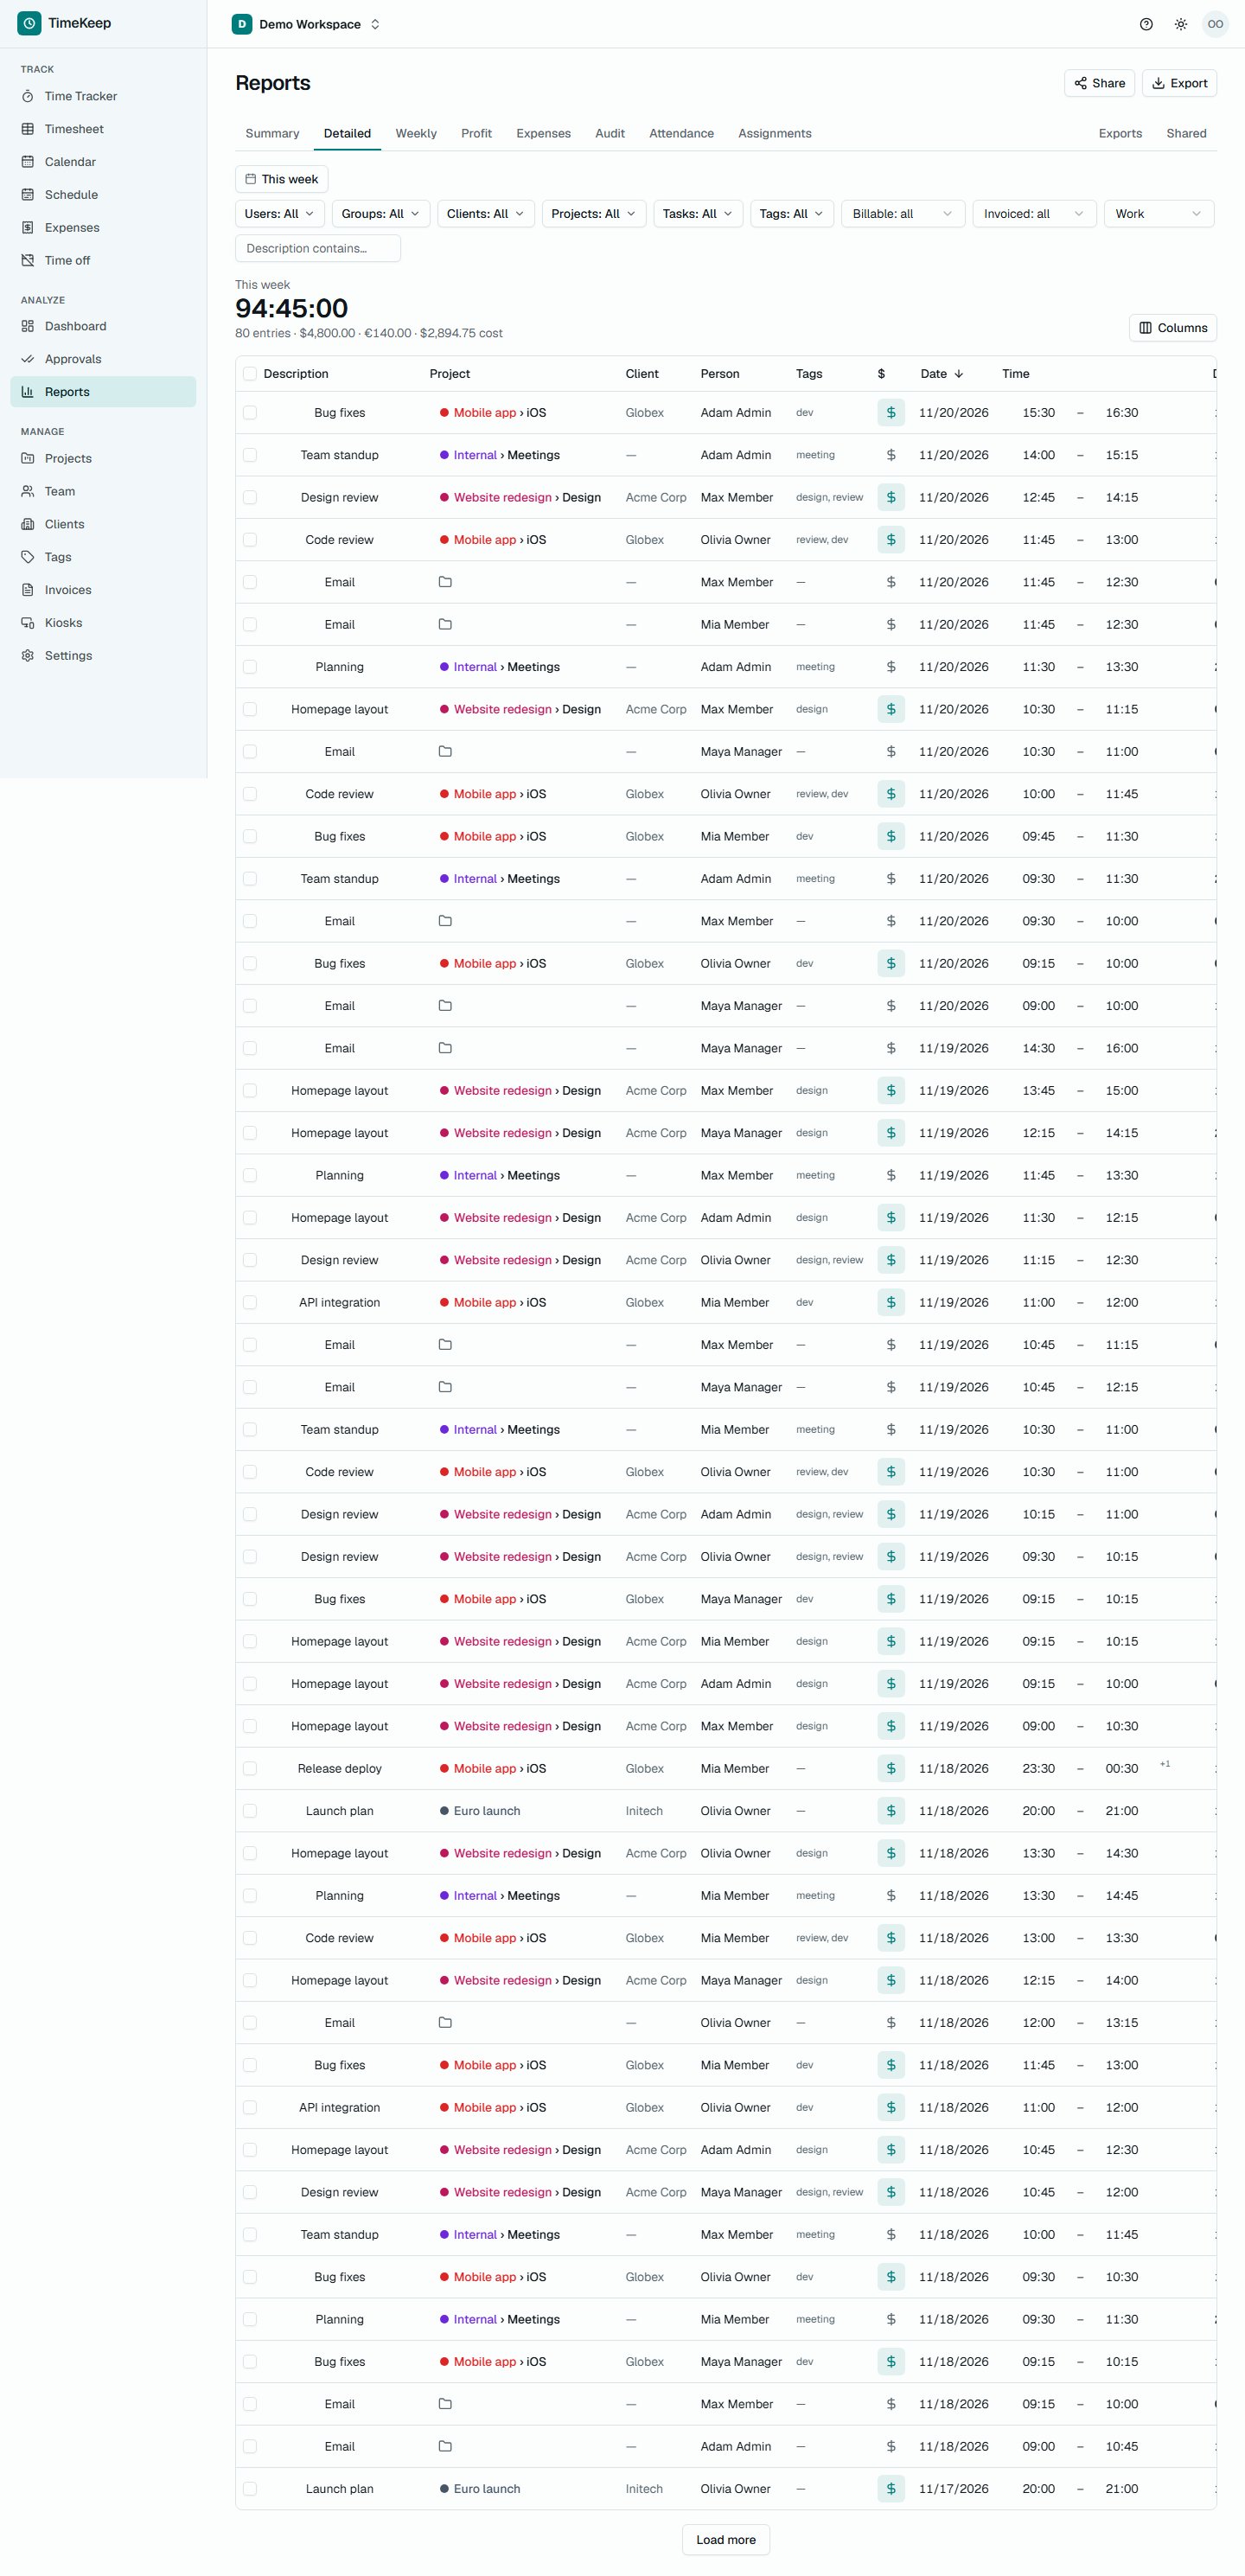 TimeKeep
D Demo Workspace
OO
TRACK
Time Tracker
Timesheet
Calendar
Schedule
Expenses
Time off
ANALYZE
Dashboard
Approvals
Reports
MANAGE
Projects
Team
Clients
Tags
Invoices
Kiosks
Settings
Reports
Share Export
Summary Detailed Weekly Profit Expenses Audit Attendance Assignments Exports Shared
This week
Users: All Groups: All Clients: All Projects: All Tasks: All Tags: All Billable: all Invoiced: all Work
Description contains...
This week
94:45:00
80 entries · $4,800.00 · €140.00 · $2,894.75 cost
Columns
Description Project Client Person Tags $ Date ↓ Time
Bug fixes Mobile app › iOS Globex Adam Admin dev $ 11/20/2026 15:30 – 16:30
Team standup Internal › Meetings — Adam Admin meeting $ 11/20/2026 14:00 – 15:15
Design review Website redesign › Design Acme Corp Max Member design, review $ 11/20/2026 12:45 – 14:15
Code review Mobile app › iOS Globex Olivia Owner review, dev $ 11/20/2026 11:45 – 13:00
Email — Max Member — $ 11/20/2026 11:45 – 12:30
Email — Mia Member — $ 11/20/2026 11:45 – 12:30
Planning Internal › Meetings — Adam Admin meeting $ 11/20/2026 11:30 – 13:30
Homepage layout Website redesign › Design Acme Corp Max Member design $ 11/20/2026 10:30 – 11:15
Email — Maya Manager — $ 11/20/2026 10:30 – 11:00
Code review Mobile app › iOS Globex Olivia Owner review, dev $ 11/20/2026 10:00 – 11:45
Bug fixes Mobile app › iOS Globex Mia Member dev $ 11/20/2026 09:45 – 11:30
Team standup Internal › Meetings — Adam Admin meeting $ 11/20/2026 09:30 – 11:30
Email — Max Member — $ 11/20/2026 09:30 – 10:00
Bug fixes Mobile app › iOS Globex Olivia Owner dev $ 11/20/2026 09:15 – 10:00
Email — Maya Manager — $ 11/20/2026 09:00 – 10:00
Email — Maya Manager — $ 11/19/2026 14:30 – 16:00
Homepage layout Website redesign › Design Acme Corp Max Member design $ 11/19/2026 13:45 – 15:00
Homepage layout Website redesign › Design Acme Corp Maya Manager design $ 11/19/2026 12:15 – 14:15
Planning Internal › Meetings — Max Member meeting $ 11/19/2026 11:45 – 13:30
Homepage layout Website redesign › Design Acme Corp Adam Admin design $ 11/19/2026 11:30 – 12:15
Design review Website redesign › Design Acme Corp Olivia Owner design, review $ 11/19/2026 11:15 – 12:30
API integration Mobile app › iOS Globex Mia Member dev $ 11/19/2026 11:00 – 12:00
Email — Max Member — $ 11/19/2026 10:45 – 11:15
Email — Maya Manager — $ 11/19/2026 10:45 – 12:15
Team standup Internal › Meetings — Mia Member meeting $ 11/19/2026 10:30 – 11:00
Code review Mobile app › iOS Globex Olivia Owner review, dev $ 11/19/2026 10:30 – 11:00
Design review Website redesign › Design Acme Corp Adam Admin design, review $ 11/19/2026 10:15 – 11:00
Design review Website redesign › Design Acme Corp Olivia Owner design, review $ 11/19/2026 09:30 – 10:15
Bug fixes Mobile app › iOS Globex Maya Manager dev $ 11/19/2026 09:15 – 10:15
Homepage layout Website redesign › Design Acme Corp Mia Member design $ 11/19/2026 09:15 – 10:15
Homepage layout Website redesign › Design Acme Corp Adam Admin design $ 11/19/2026 09:15 – 10:00
Homepage layout Website redesign › Design Acme Corp Max Member design $ 11/19/2026 09:00 – 10:30
Release deploy Mobile app › iOS Globex Mia Member — $ 11/18/2026 23:30 – 00:30 +1
Launch plan Euro launch Initech Olivia Owner — $ 11/18/2026 20:00 – 21:00
Homepage layout Website redesign › Design Acme Corp Olivia Owner design $ 11/18/2026 13:30 – 14:30
Planning Internal › Meetings — Mia Member meeting $ 11/18/2026 13:30 – 14:45
Code review Mobile app › iOS Globex Mia Member review, dev $ 11/18/2026 13:00 – 13:30
Homepage layout Website redesign › Design Acme Corp Maya Manager design $ 11/18/2026 12:15 – 14:00
Email — Olivia Owner — $ 11/18/2026 12:00 – 13:15
Bug fixes Mobile app › iOS Globex Mia Member dev $ 11/18/2026 11:45 – 13:00
API integration Mobile app › iOS Globex Olivia Owner dev $ 11/18/2026 11:00 – 12:00
Homepage layout Website redesign › Design Acme Corp Adam Admin design $ 11/18/2026 10:45 – 12:30
Design review Website redesign › Design Acme Corp Maya Manager design, review $ 11/18/2026 10:45 – 12:00
Team standup Internal › Meetings — Max Member meeting $ 11/18/2026 10:00 – 11:45
Bug fixes Mobile app › iOS Globex Olivia Owner dev $ 11/18/2026 09:30 – 10:30
Planning Internal › Meetings — Mia Member meeting $ 11/18/2026 09:30 – 11:30
Bug fixes Mobile app › iOS Globex Maya Manager dev $ 11/18/2026 09:15 – 10:15
Email — Max Member — $ 11/18/2026 09:15 – 10:00
Email — Adam Admin — $ 11/18/2026 09:00 – 10:45
Launch plan Euro launch Initech Olivia Owner — $ 11/17/2026 20:00 – 21:00
Load more